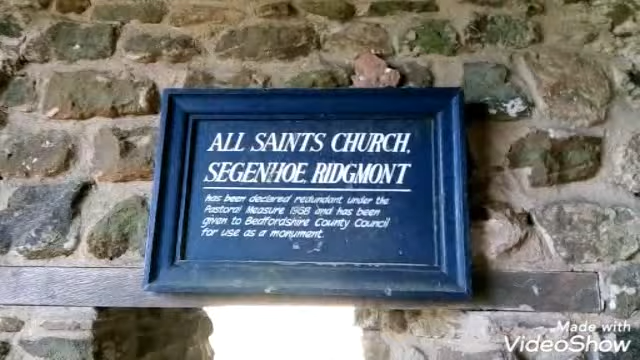 ALL SAINTS CHURCH,
SEGENHOE, RIDGMONT
has been declared redundant under the
Pastoral Measure 1968 and has been
given to Bedfordshire County Council
for use as a monument.
Made with
VideoShow